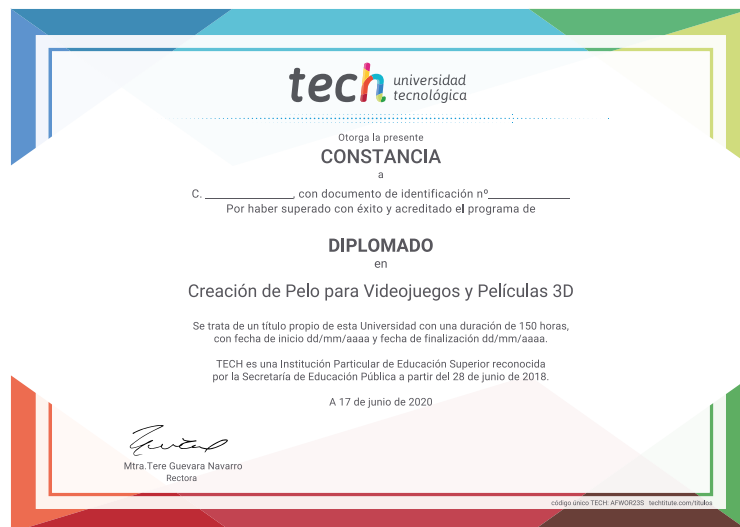 tech universidad
tecnológica
Otorga la presente
CONSTANCIA
a
C. ______________, con documento de identificación nº_____________
Por haber superado con éxito y acreditado el programa de
DIPLOMADO
en
Creación de Pelo para Videojuegos y Películas 3D
Se trata de un título propio de esta Universidad con una duración de 150 horas,
con fecha de inicio dd/mm/aaaa y fecha de finalización dd/mm/aaaa.
TECH es una Institución Particular de Educación Superior reconocida
por la Secretaría de Educación Pública a partir del 28 de junio de 2018.
A 17 de junio de 2020
Mtra.Tere Guevara Navarro
Rectora
código único TECH: AFWOR23S techtitute.com/titulos